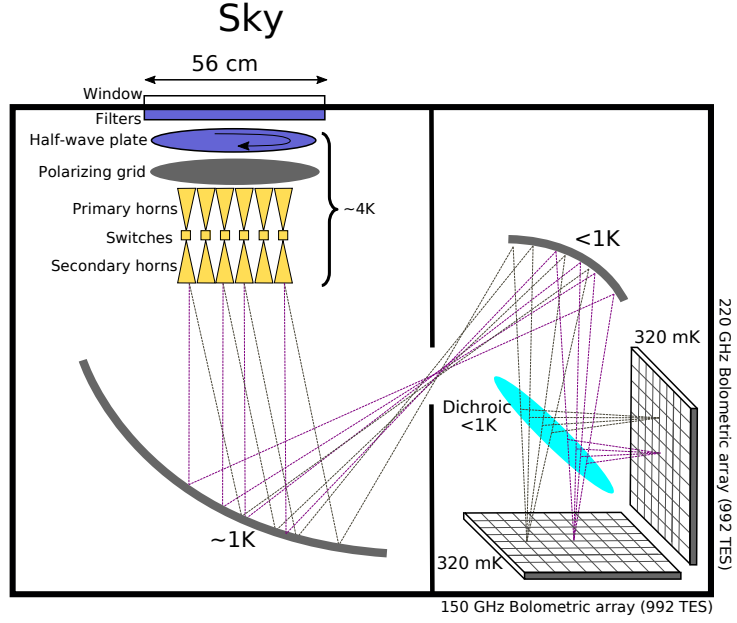 Sky
56 cm
Window
Filters
Half-wave plate
Polarizing grid
Primary horns
~4K
Switches
Secondary horns
<1K
320 mK
Dichroic
<1K
~1K
320 mK
220 GHz Bolometric array (992 TES)
150 GHz Bolometric array (992 TES)